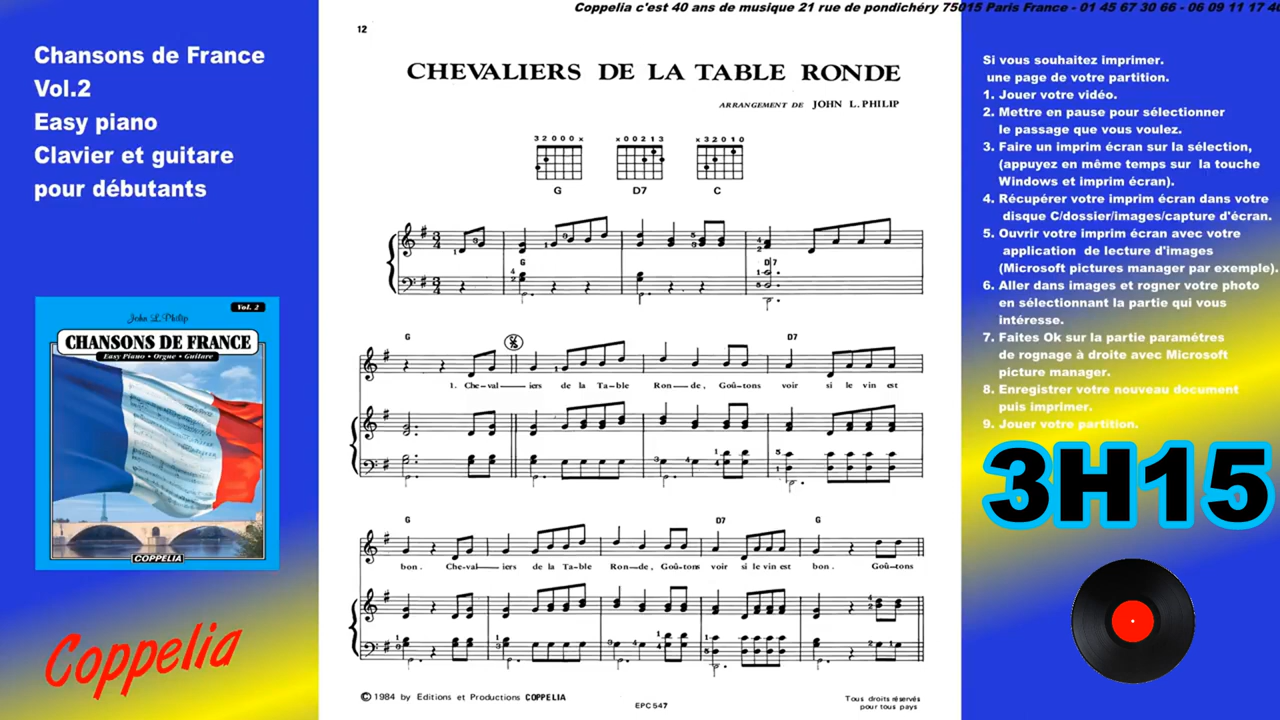 Coppelia c'est 40 ans de musique 21 rue de pondichéry 75015 Paris France - 01 45 67 30 66 - 06 09 11 17 40
Chansons de France
Vol.2
Easy piano
Clavier et guitare
pour débutants
Vol. 2
John L. Philip
CHANSONS DE FRANCE
Easy Piano • Orgue • Guitare
COPPELIA
Coppelia
12
CHEVALIERS DE LA TABLE RONDE
ARRANGEMENT DE JOHN L. PHILIP
32000x x00213 x32010
G D7 C
G D7
G D7
1. Che-val-iers de la Ta-ble Ron-de, Goû-tons voir si le vin est
G D7 G
bon. Che-val-iers de la Ta-ble Ron-de, Goû-tons voir si le vin est bon. Goû-tons
© 1984 by Editions et Productions COPPELIA
EPC 547
Tous droits réservés
pour tous pays
Si vous souhaitez imprimer.
une page de votre partition.
1. Jouer votre vidéo.
2. Mettre en pause pour sélectionner
le passage que vous voulez.
3. Faire un imprim écran sur la sélection,
(appuyez en même temps sur la touche
Windows et imprim écran).
4. Récupérer votre imprim écran dans votre
disque C/dossier/images/capture d'écran.
5. Ouvrir votre imprim écran avec votre
application de lecture d'images
(Microsoft pictures manager par exemple).
6. Aller dans images et rogner votre photo
en sélectionnant la partie qui vous
intéresse.
7. Faites Ok sur la partie paramétres
de rognage à droite avec Microsoft
picture manager.
8. Enregistrer votre nouveau document
puis imprimer.
9. Jouer votre partition.
3H15